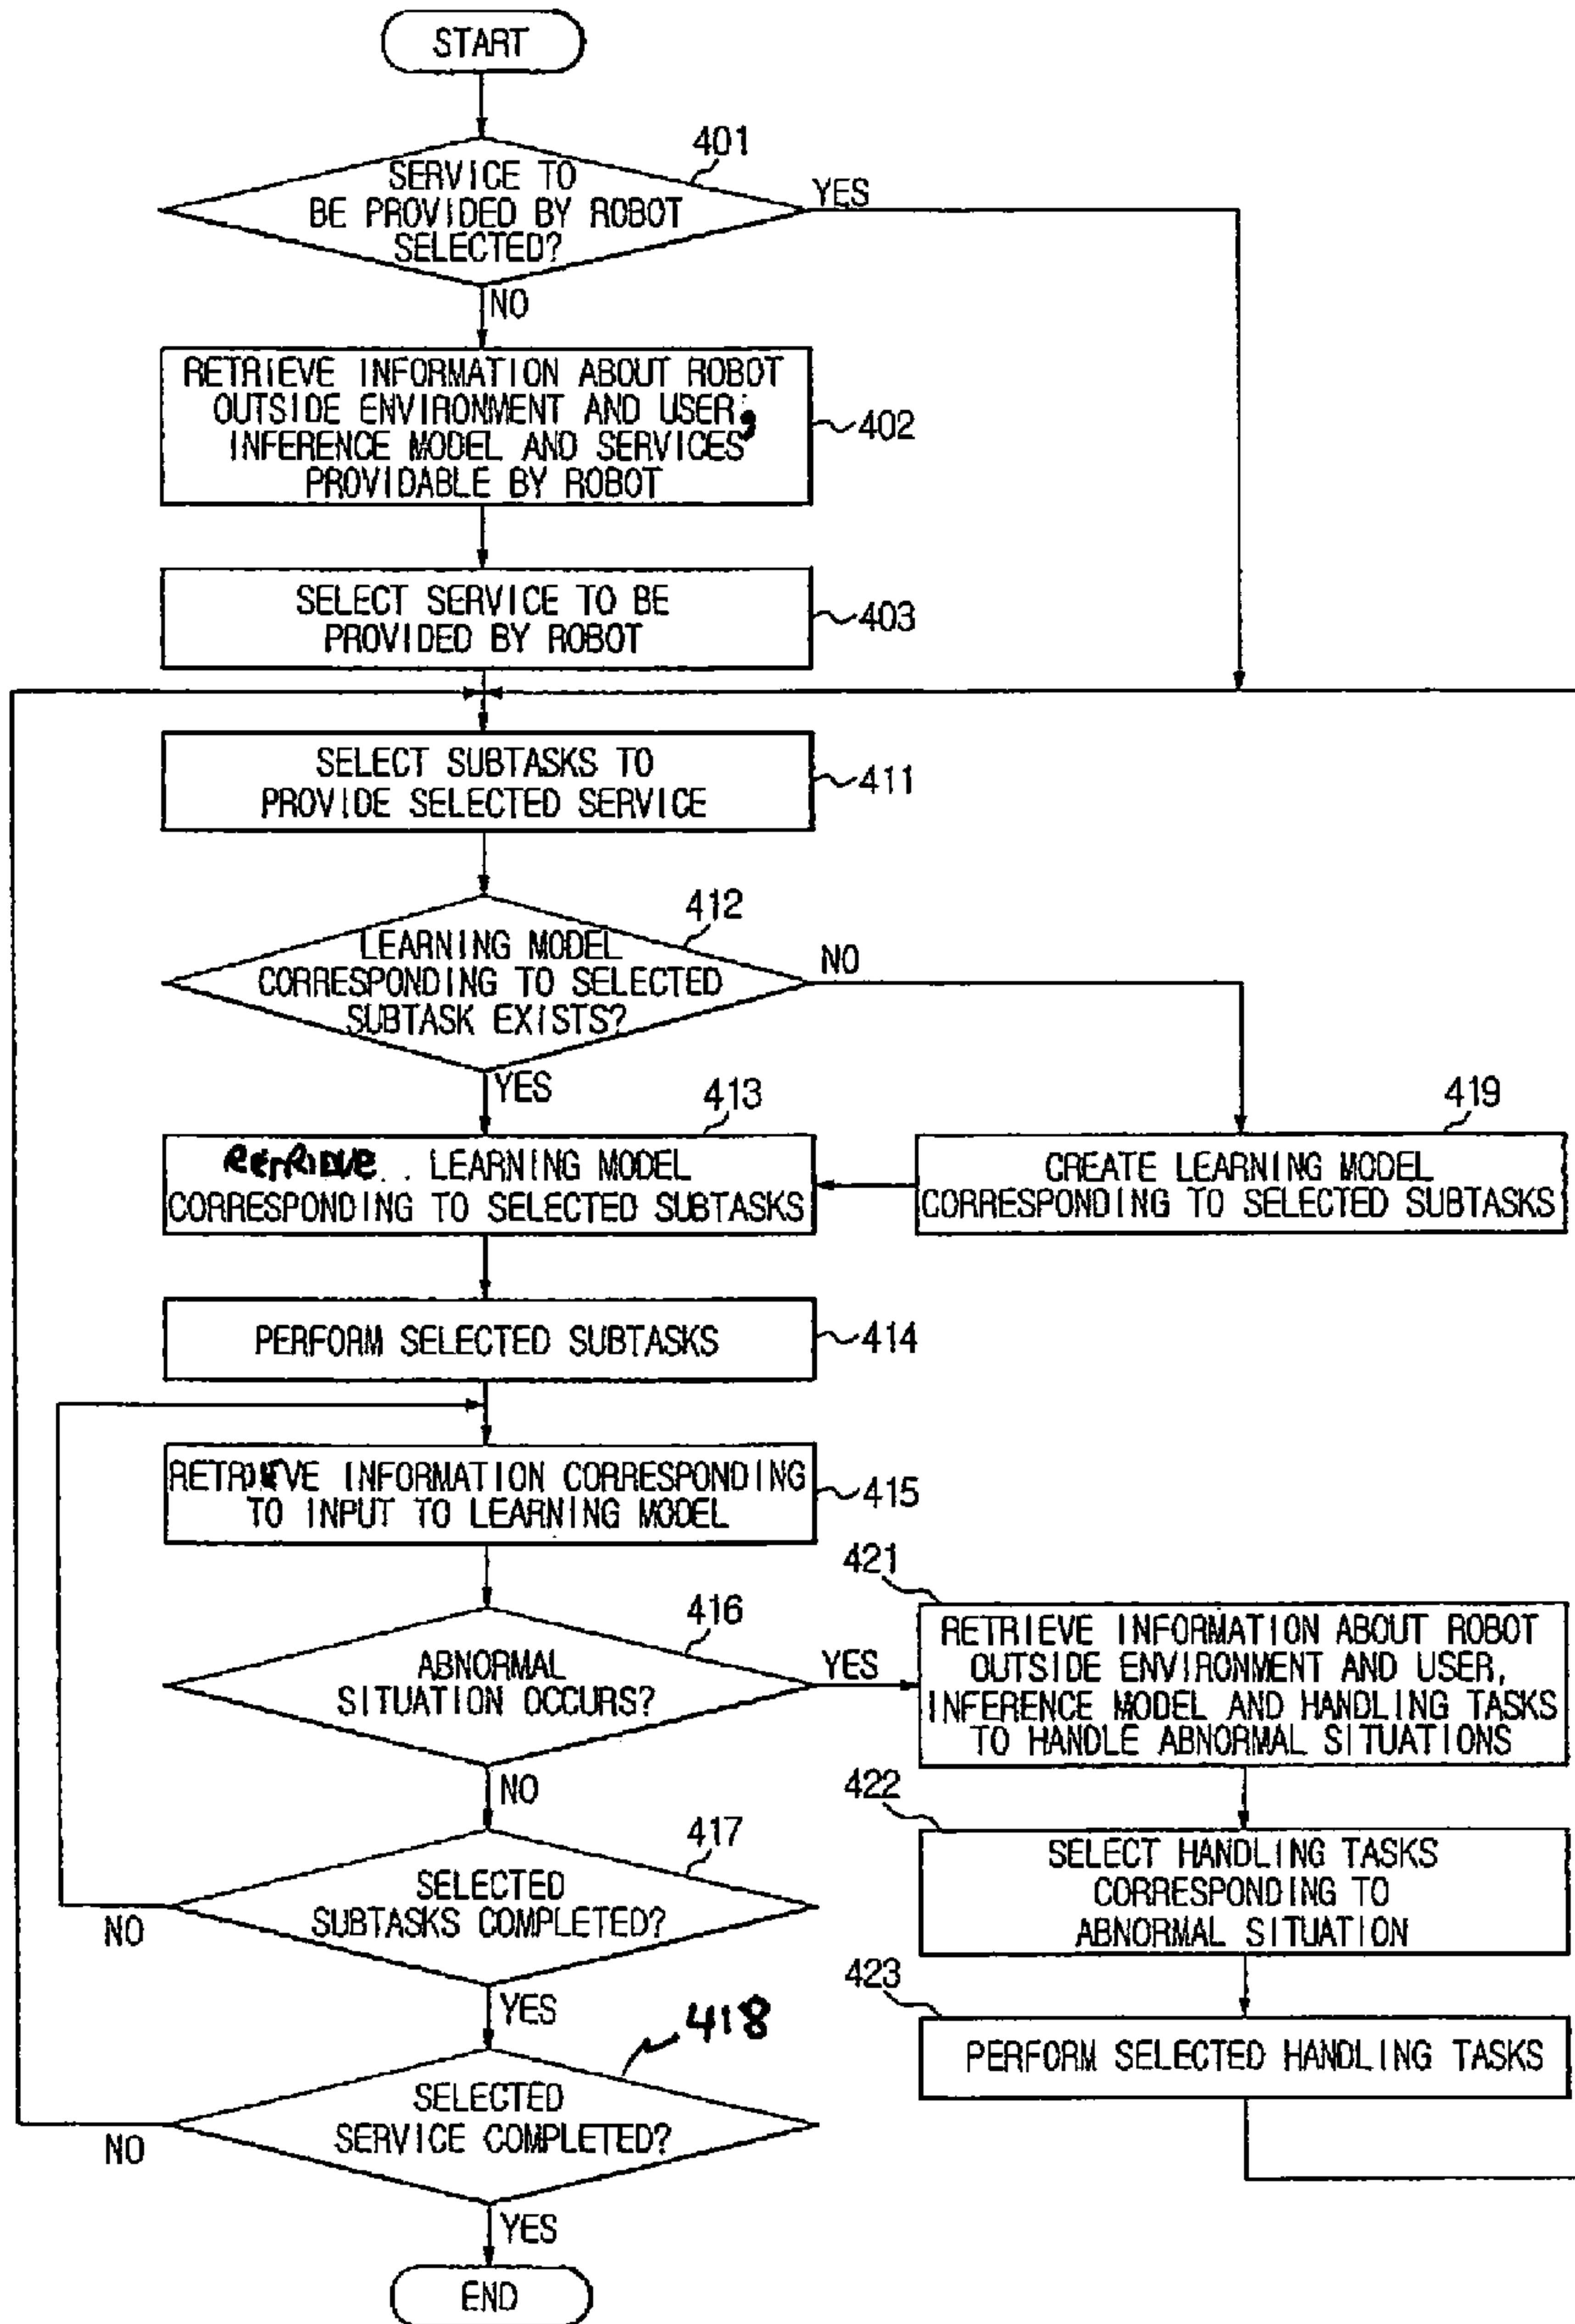 START
401
SERVICE TO
BE PROVIDED BY ROBOT
SELECTED?
YES
NO
RETRIEVE INFORMATION ABOUT ROBOT
OUTSIDE ENVIRONMENT AND USER,
INFERENCE MODEL AND SERVICES
PROVIDABLE BY ROBOT
402
SELECT SERVICE TO BE
PROVIDED BY ROBOT
403
SELECT SUBTASKS TO
PROVIDE SELECTED SERVICE
411
412
LEARNING MODEL
CORRESPONDING TO SELECTED
SUBTASK EXISTS?
NO
YES
413
RETRIEVE LEARNING MODEL
CORRESPONDING TO SELECTED SUBTASKS
419
CREATE LEARNING MODEL
CORRESPONDING TO SELECTED SUBTASKS
PERFORM SELECTED SUBTASKS
414
RETRIEVE INFORMATION CORRESPONDING
TO INPUT TO LEARNING MODEL
415
416
ABNORMAL
SITUATION OCCURS?
YES
NO
421
RETRIEVE INFORMATION ABOUT ROBOT
OUTSIDE ENVIRONMENT AND USER,
INFERENCE MODEL AND HANDLING TASKS
TO HANDLE ABNORMAL SITUATIONS
422
SELECT HANDLING TASKS
CORRESPONDING TO
ABNORMAL SITUATION
417
SELECTED
SUBTASKS COMPLETED?
NO
YES
423
PERFORM SELECTED HANDLING TASKS
418
SELECTED
SERVICE COMPLETED?
NO
YES
END